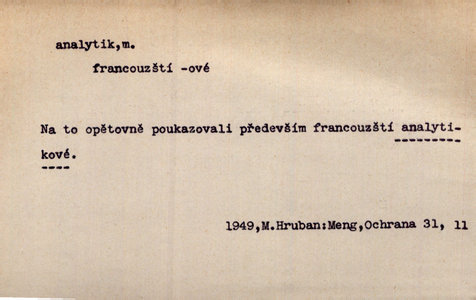 analytik,m.
francouzští -ové
Na to opětovně poukazovali především francouzští analyti-
kové.
1949,M.Hruban:Meng,Ochrana 31, 11